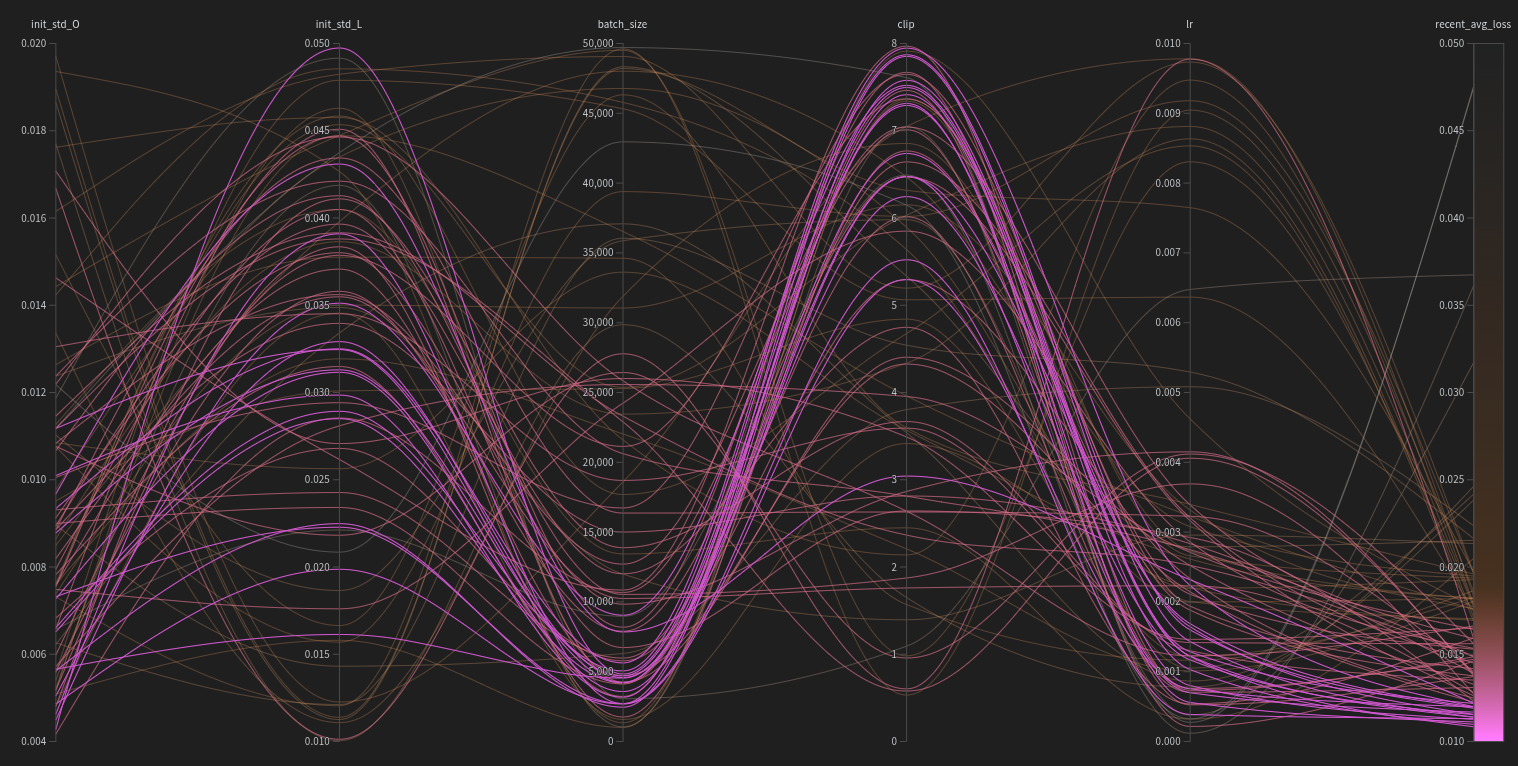 init_std_O init_std_L batch_size clip lr recent_avg_loss
0.020 0.050 50,000 8 0.010 0.050
45,000 0.009
0.018 0.045 7 0.045
40,000 0.008
0.016 0.040 6 0.040
35,000 0.007
0.014 0.035 5 0.035
30,000 0.006
0.012 0.030 25,000 4 0.005 0.030
20,000 0.004
0.010 0.025 3 0.025
15,000 0.003
0.008 0.020 2 0.020
10,000 0.002
0.006 0.015 1 0.015
5,000 0.001
0.004 0.010 0 0 0.000 0.010